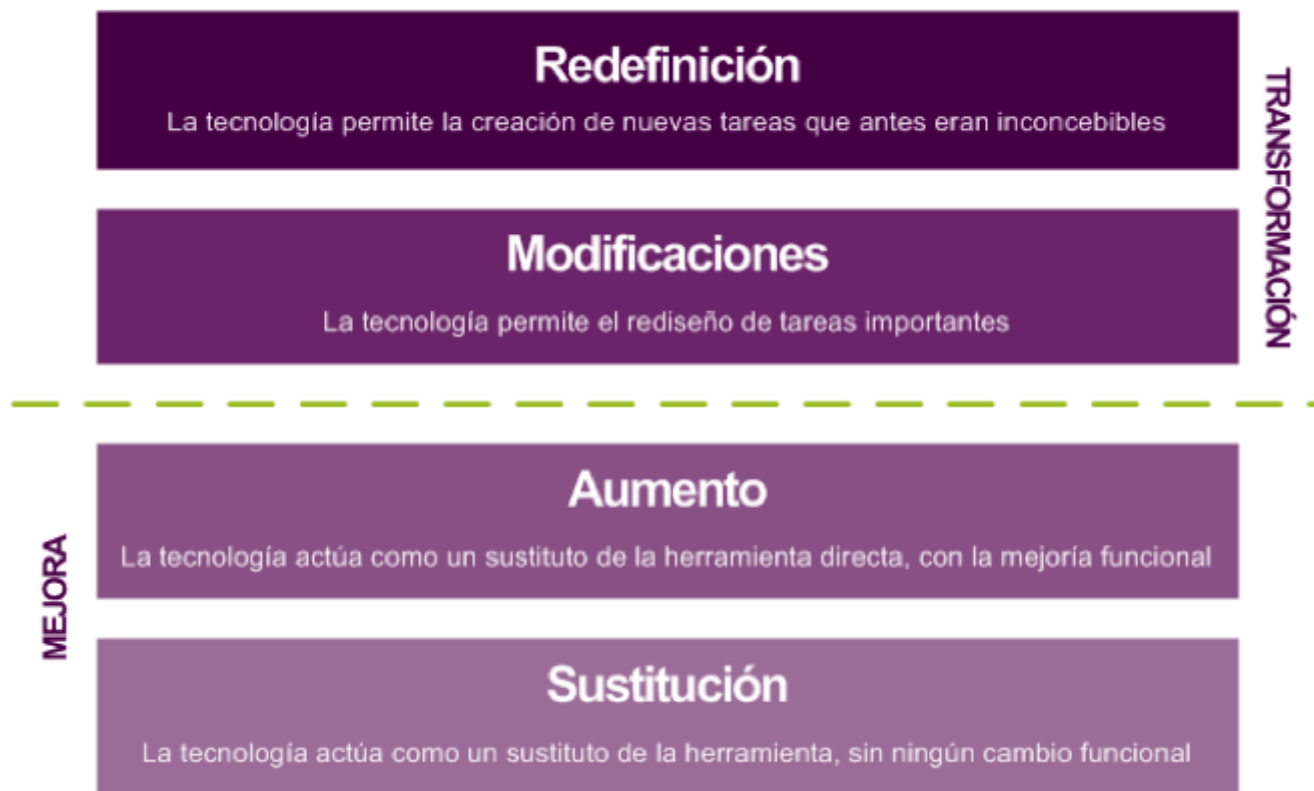 Redefinición
La tecnología permite la creación de nuevas tareas que antes eran inconcebibles
TRANSFORMACIÓN
Modificaciones
La tecnología permite el rediseño de tareas importantes
Aumento
La tecnología actúa como un sustituto de la herramienta directa, con la mejoría funcional
MEJORA
Sustitución
La tecnología actúa como un sustituto de la herramienta, sin ningún cambio funcional